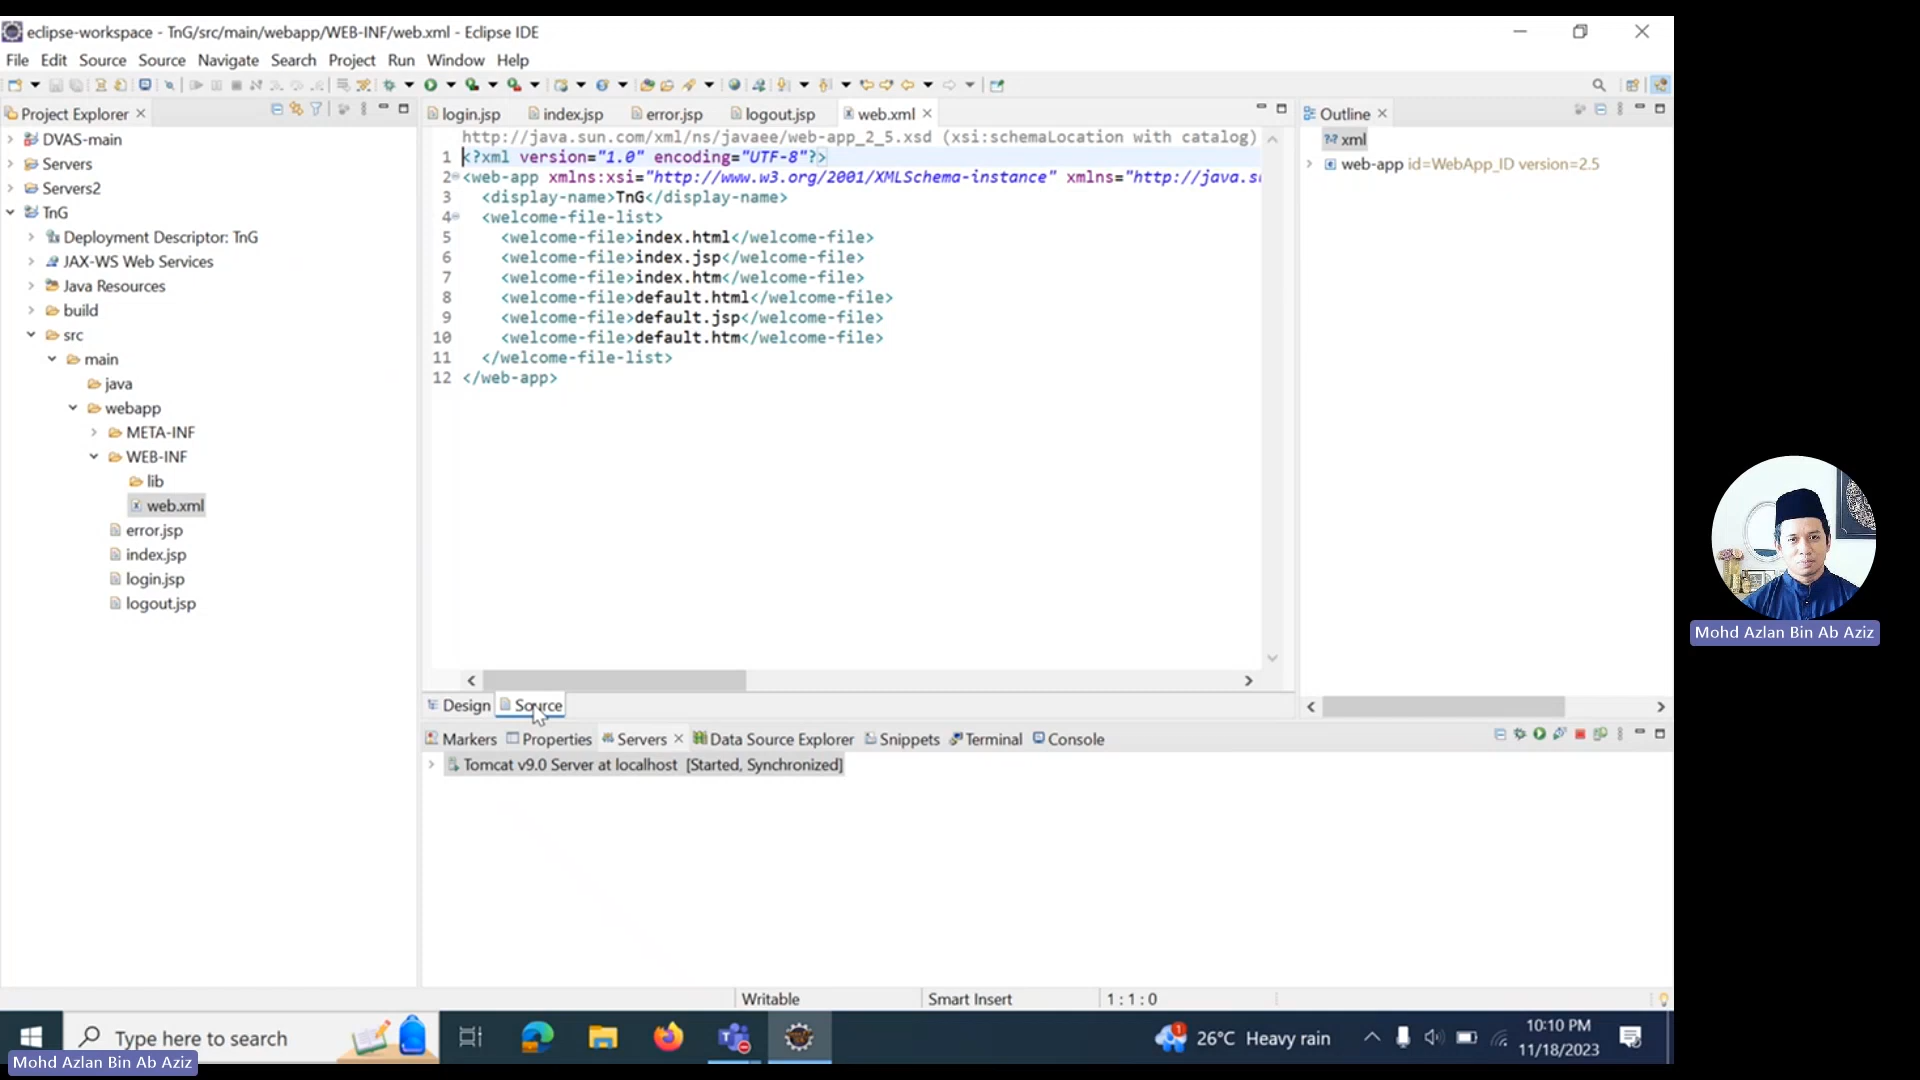 eclipse-workspace - TnG/src/main/webapp/WEB-INF/web.xml - Eclipse IDE
File Edit Source Source Navigate Search Project Run Window Help
Project Explorer
DVAS-main
Servers
Servers2
TnG
Deployment Descriptor: TnG
JAX-WS Web Services
Java Resources
build
src
main
java
webapp
META-INF
WEB-INF
lib
web.xml
error.jsp
index.jsp
login.jsp
logout.jsp
login.jsp index.jsp error.jsp logout.jsp web.xml
http://java.sun.com/xml/ns/javaee/web-app_2_5.xsd (xsi:schemaLocation with catalog)
1 <?xml version="1.0" encoding="UTF-8"?>
2 <web-app xmlns:xsi="http://www.w3.org/2001/XMLSchema-instance" xmlns="http://java.s
3 <display-name>TnG</display-name>
4 <welcome-file-list>
5 <welcome-file>index.html</welcome-file>
6 <welcome-file>index.jsp</welcome-file>
7 <welcome-file>index.htm</welcome-file>
8 <welcome-file>default.html</welcome-file>
9 <welcome-file>default.jsp</welcome-file>
10 <welcome-file>default.htm</welcome-file>
11 </welcome-file-list>
12 </web-app>
Design Source
Outline
xml
web-app id=WebApp_ID version=2.5
Markers Properties Servers Data Source Explorer Snippets Terminal Console
Tomcat v9.0 Server at localhost [Started, Synchronized]
Writable Smart Insert 1 : 1 : 0
Type here to search
1
26°C Heavy rain
10:10 PM
11/18/2023
Mohd Azlan Bin Ab Aziz
Mohd Azlan Bin Ab Aziz